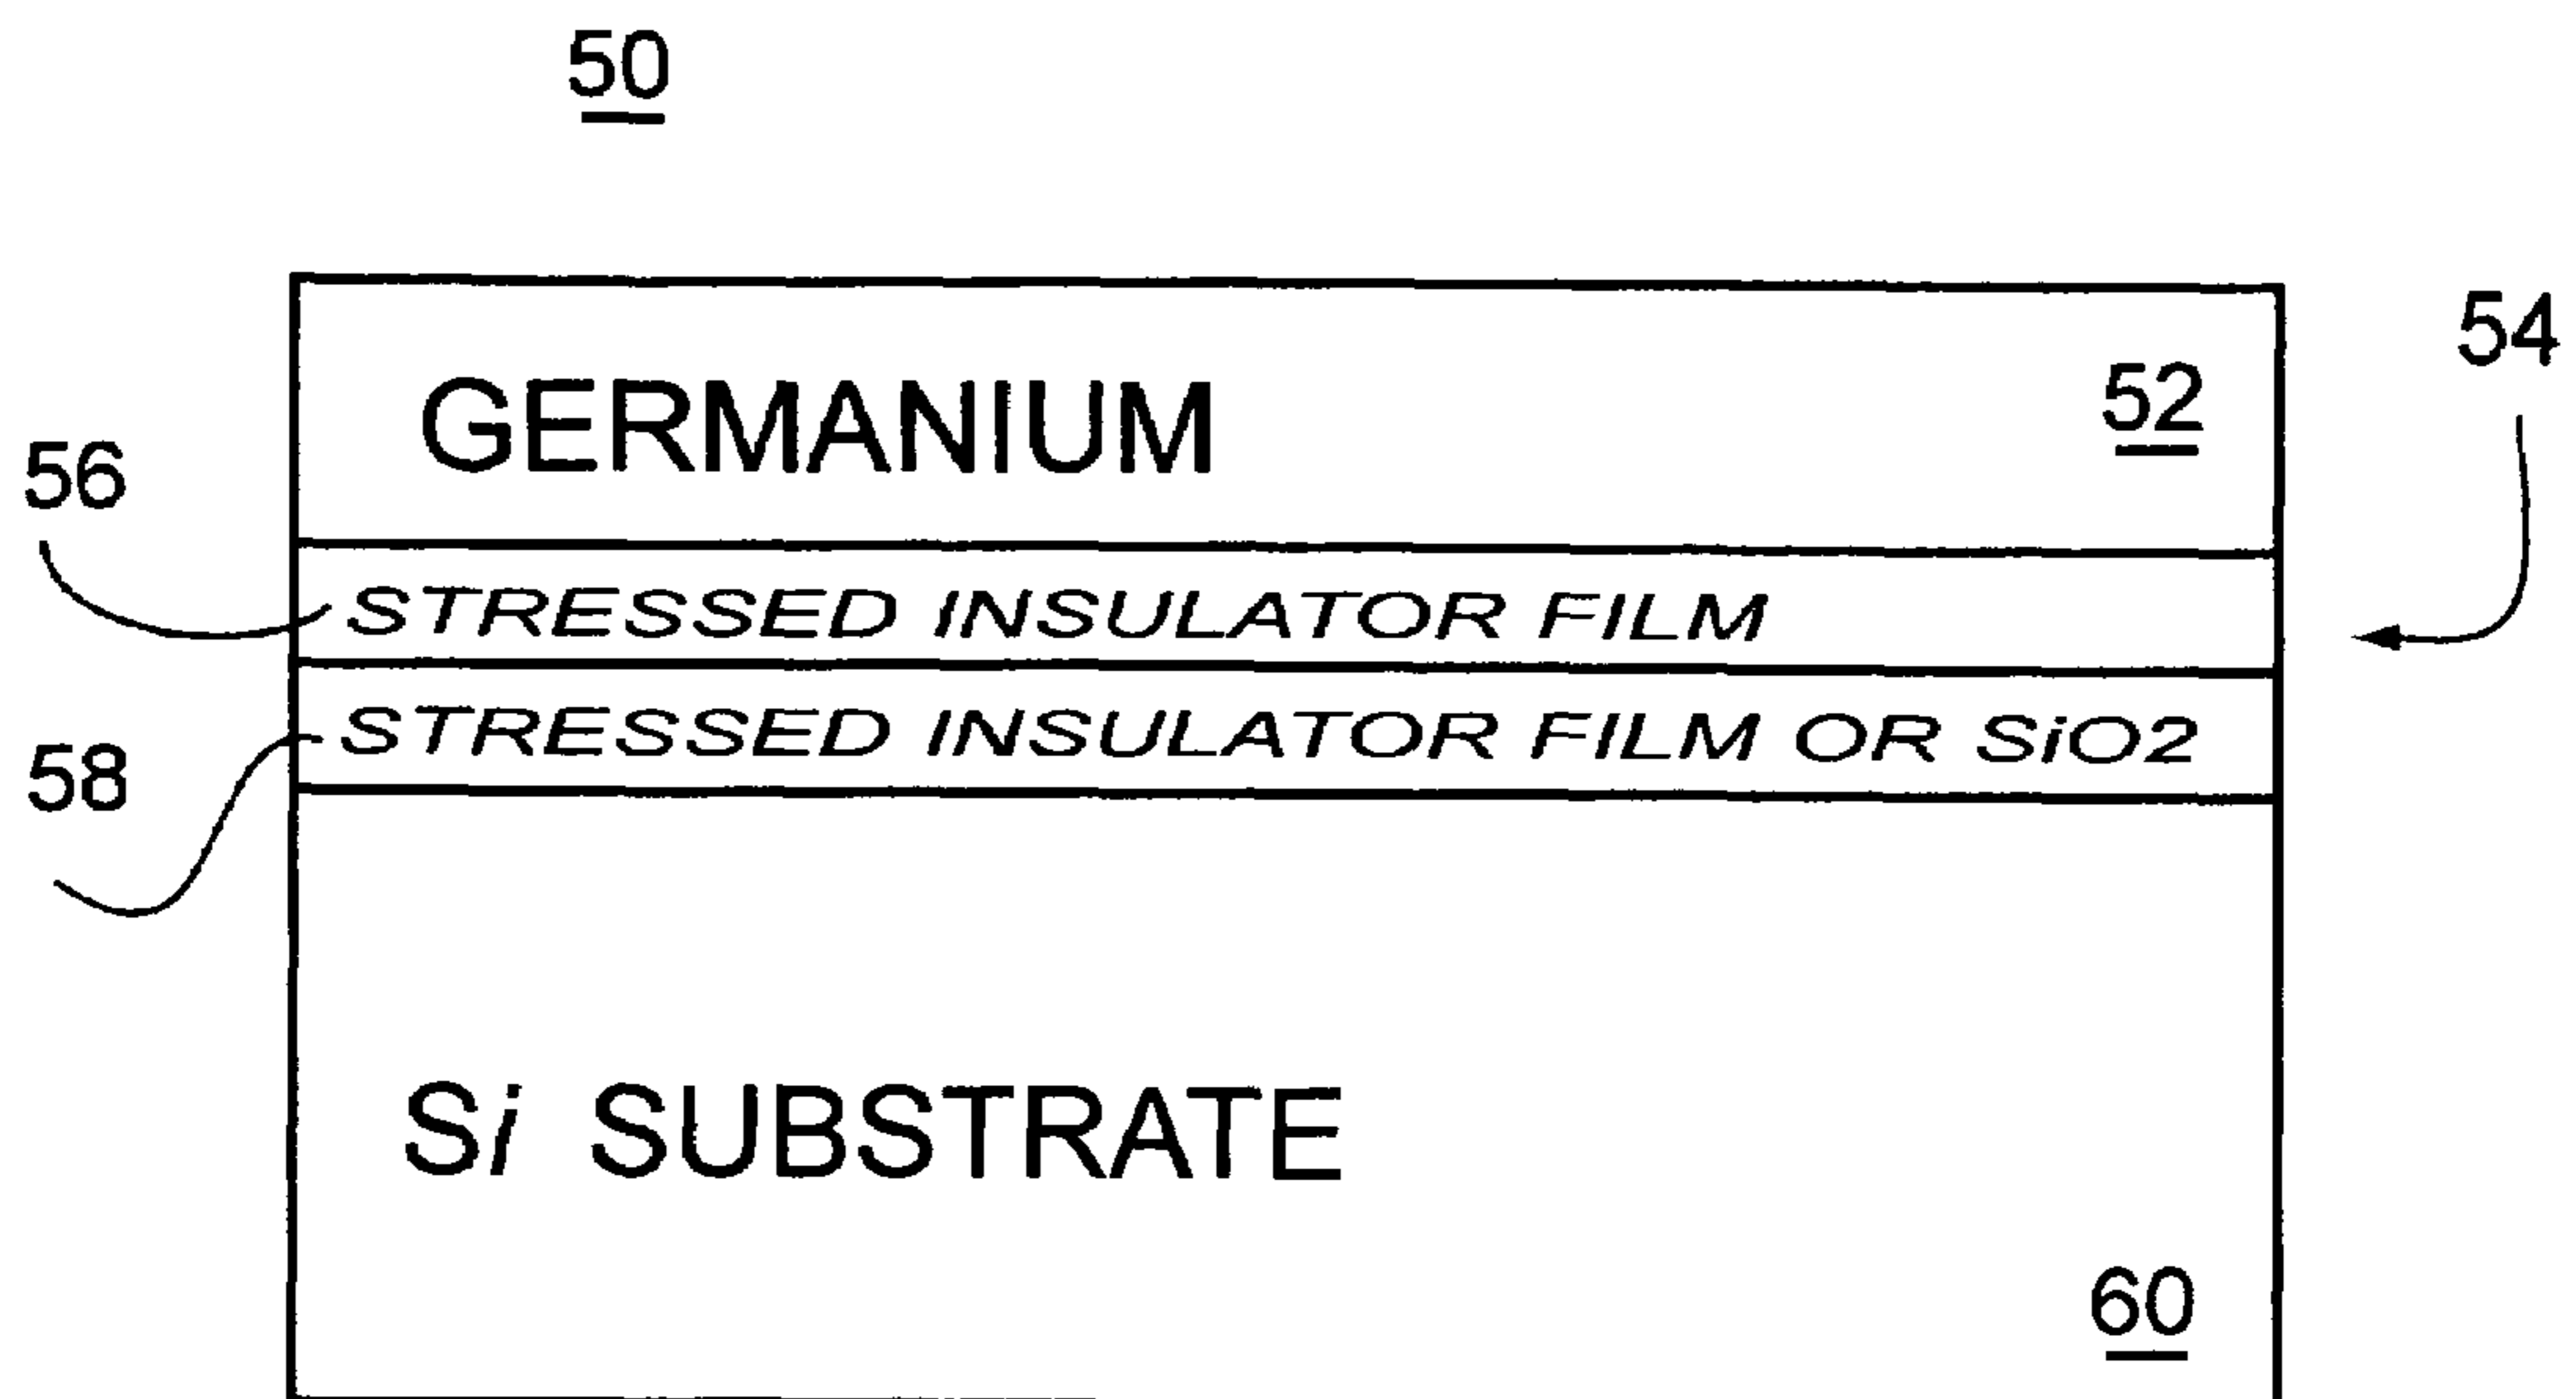 50
54
GERMANIUM 52
56
STRESSED INSULATOR FILM
STRESSED INSULATOR FILM OR SiO2
58
Si SUBSTRATE
60